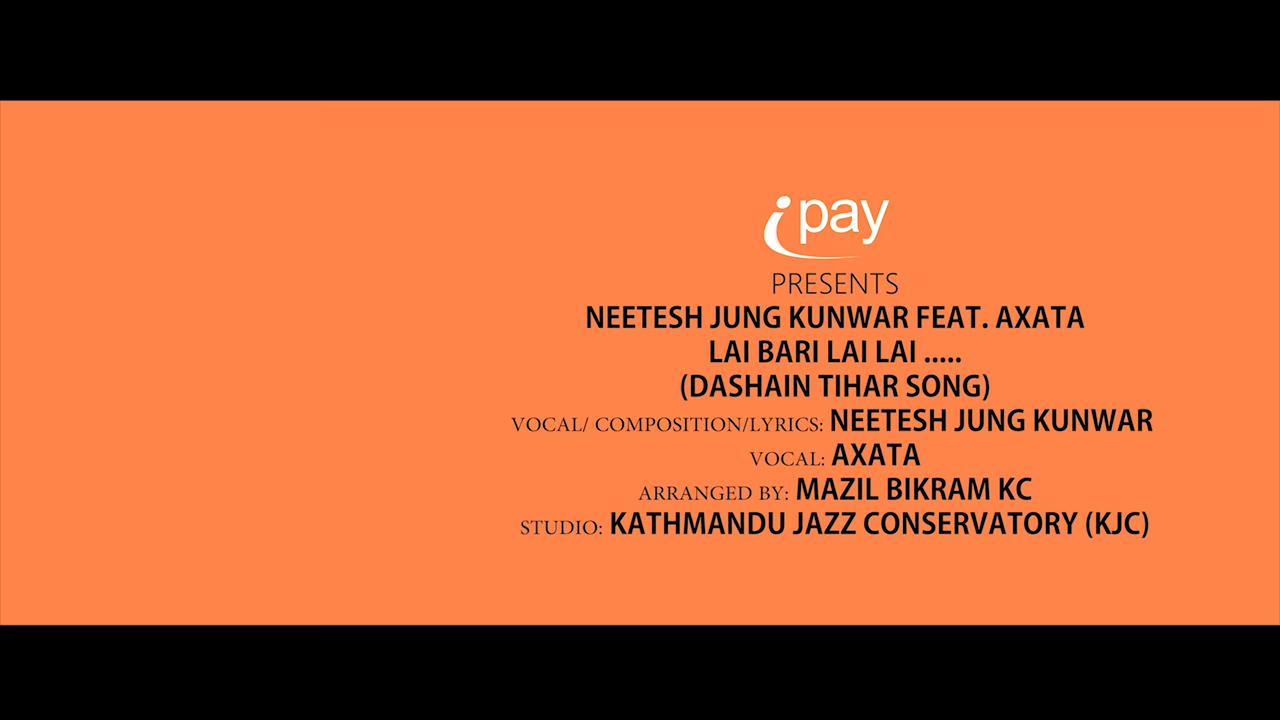 ipay
PRESENTS
NEETESH JUNG KUNWAR FEAT. AXATA
LAI BARI LAI LAI .....
(DASHAIN TIHAR SONG)
VOCAL/ COMPOSITION/LYRICS: NEETESH JUNG KUNWAR
VOCAL: AXATA
ARRANGED BY: MAZIL BIKRAM KC
STUDIO: KATHMANDU JAZZ CONSERVATORY (KJC)